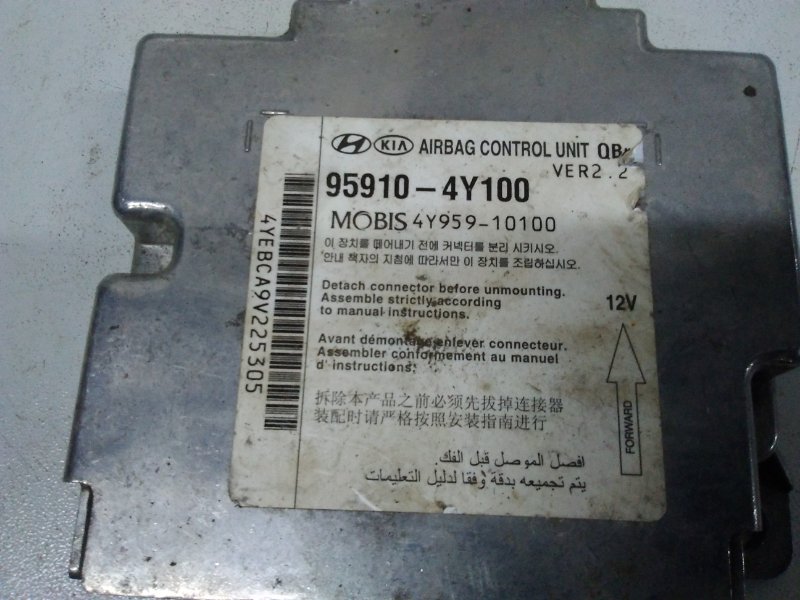 HYUNDAI KIA AIRBAG CONTROL UNIT
VER2.2
95910-4Y100
MOBIS 4Y959-10100
이 장치를 떼어내기 전에 커넥터를 분리 시키시오.
안내 책자의 지침에 따라서만 이 장치를 조립하십시오.
Detach connector before unmounting.
Assemble strictly according
to manual instructions.
12V
Avant démontage enlever connecteur.
Assembler conformement au manuel
d'instructions.
FORWARD
拆除本产品之前必须先拔掉连接器
装配时请严格按照安装指南进行
افصل الموصل قبل الفك
يتم تجميعه بدقة وفقا لدليل التعليمات
4YEBCA9V225305